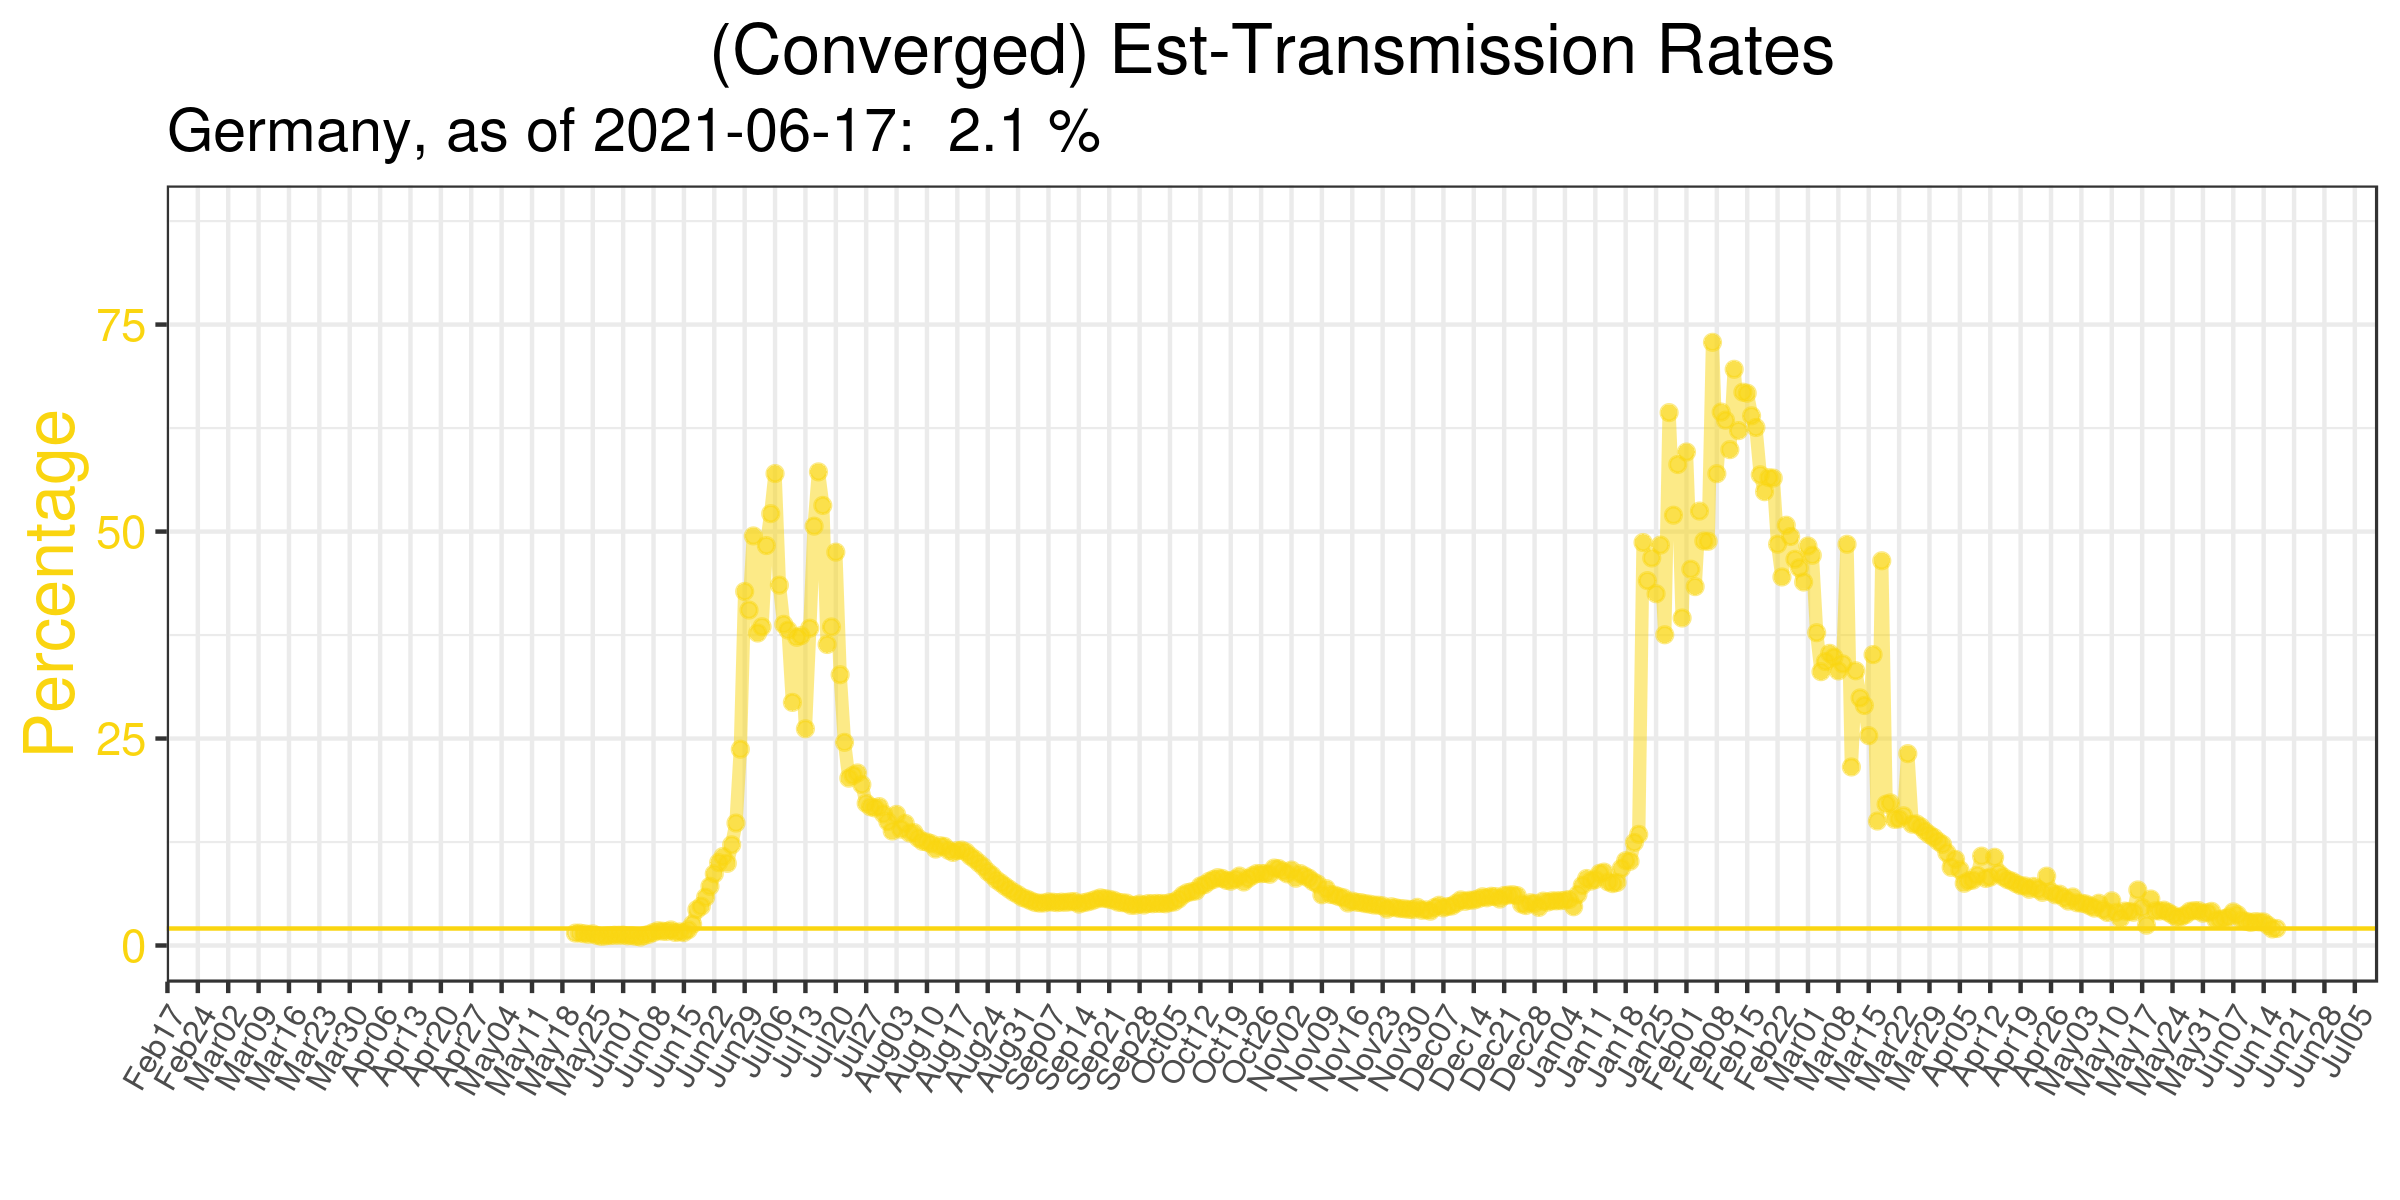 (Converged) Est-Transmission Rates
Germany, as of 2021-06-17:  2.1 %
Percentage
75
50
25
0
Feb17
Feb24
Mar02
Mar09
Mar16
Mar23
Mar30
Apr06
Apr13
Apr20
Apr27
May04
May11
May18
May25
Jun01
Jun08
Jun15
Jun22
Jun29
Jul06
Jul13
Jul20
Jul27
Aug03
Aug10
Aug17
Aug24
Aug31
Sep07
Sep14
Sep21
Sep28
Oct05
Oct12
Oct19
Oct26
Nov02
Nov09
Nov16
Nov23
Nov30
Dec07
Dec14
Dec21
Dec28
Jan04
Jan11
Jan18
Jan25
Feb01
Feb08
Feb15
Feb22
Mar01
Mar08
Mar15
Mar22
Mar29
Apr05
Apr12
Apr19
Apr26
May03
May10
May17
May24
May31
Jun07
Jun14
Jun21
Jun28
Jul05